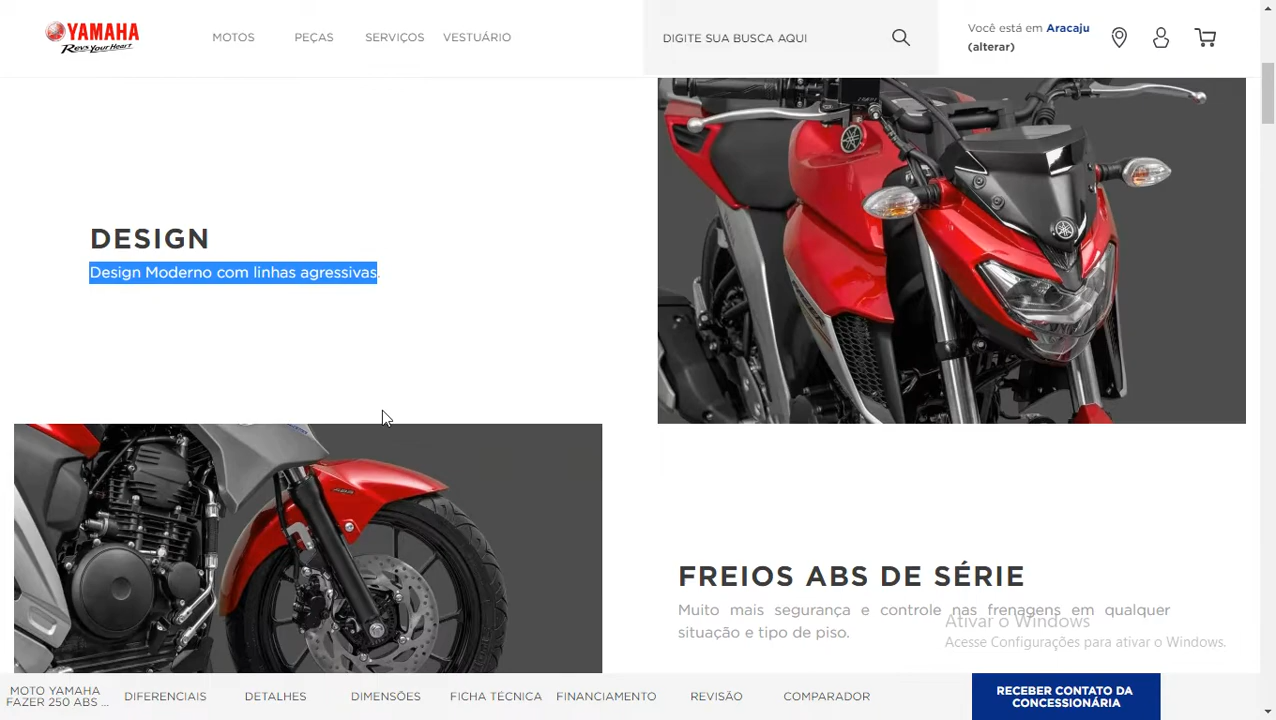 YAMAHA
Revs Your Heart
MOTOS PEÇAS SERVIÇOS VESTUÁRIO
DIGITE SUA BUSCA AQUI
Você está em Aracaju
(alterar)
DESIGN
Design Moderno com linhas agressivas.
FREIOS ABS DE SÉRIE
Muito mais segurança e controle nas frenagens em qualquer
situação e tipo de piso.
Ativar o Windows
Acesse Configurações para ativar o Windows.
MOTO YAMAHA
FAZER 250 ABS ...
DIFERENCIAIS DETALHES DIMENSÕES FICHA TÉCNICA FINANCIAMENTO REVISÃO COMPARADOR
RECEBER CONTATO DA
CONCESSIONÁRIA